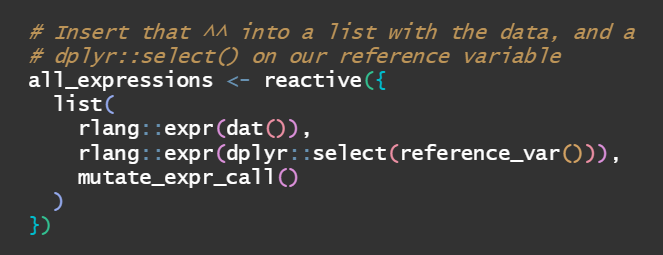 # Insert that ^^ into a list with the data, and a
# dplyr::select() on our reference variable
all_expressions <- reactive({
  list(
    rlang::expr(dat()),
    rlang::expr(dplyr::select(reference_var())),
    mutate_expr_call()
  )
})